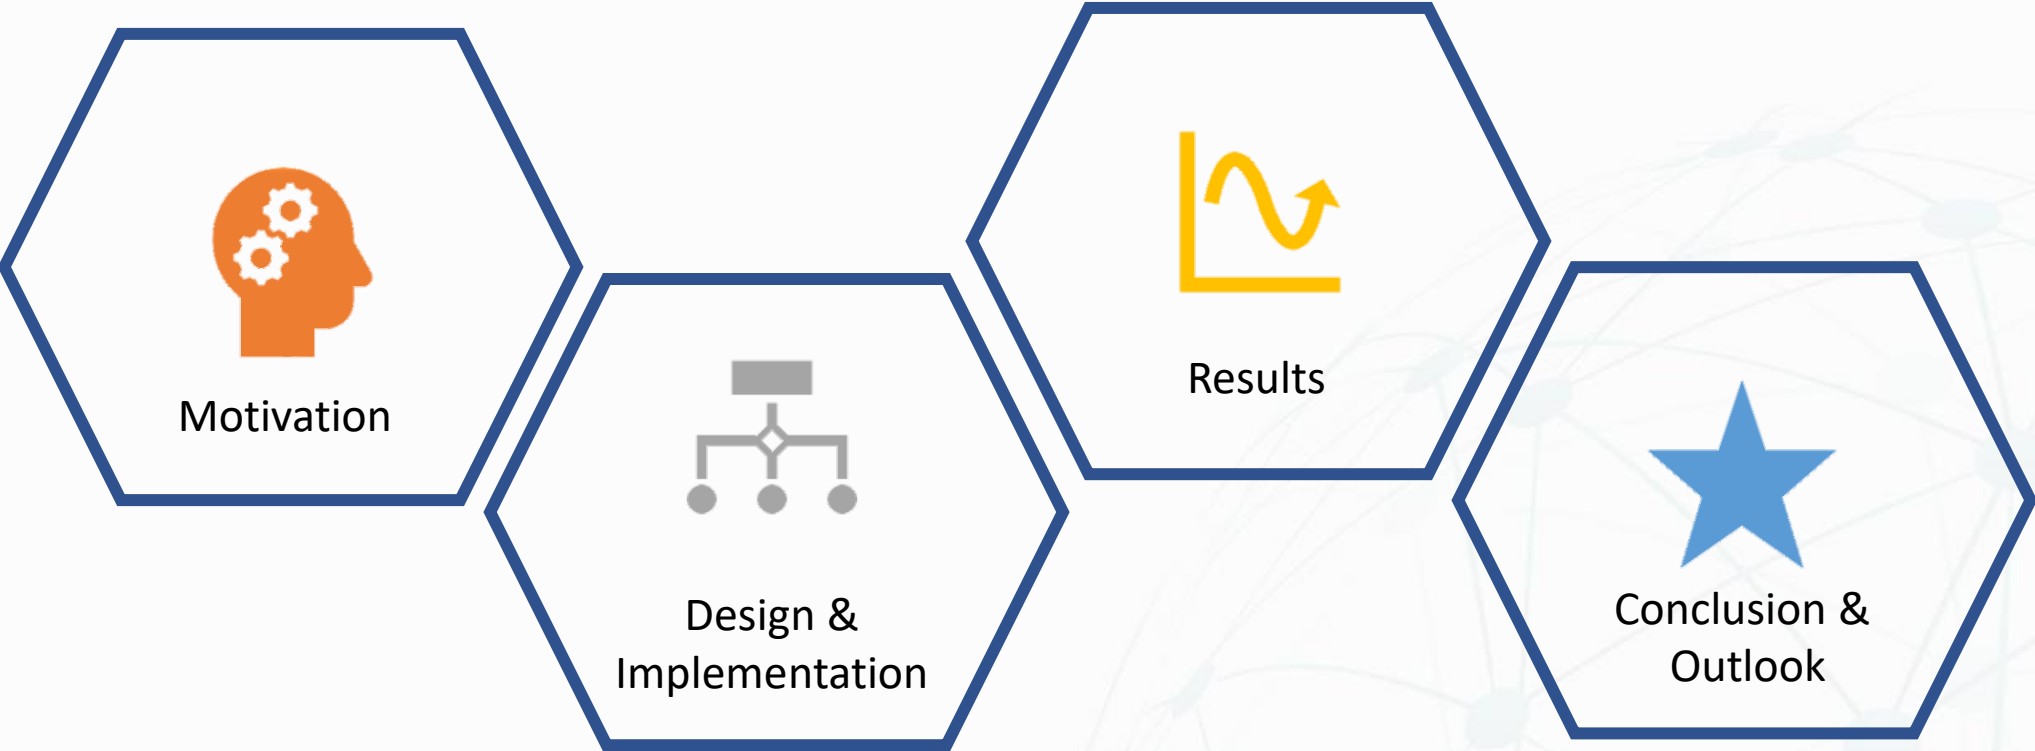 Motivation
Design &
Implementation
Results
Conclusion &
Outlook